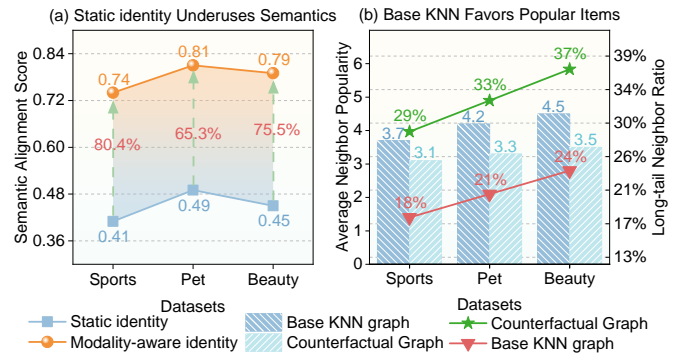 (a) Static identity Underuses Semantics
Semantic Alignment Score
0.84
0.72
0.60
0.48
0.36
0.74
0.81
0.79
80.4%
65.3%
75.5%
0.41
0.49
0.45
Sports Pet Beauty
Datasets
Static identity
Modality-aware identity
(b) Base KNN Favors Popular Items
Average Neighbor Popularity
6
5
4
3
2
1
0
37%
33%
29%
3.7
4.2
4.5
3.1
3.3
3.5
18%
21%
24%
39%
34%
30%
26%
21%
17%
13%
Long-tail Neighbor Ratio
Sports Pet Beauty
Datasets
Base KNN graph
Counterfactual Graph
Counterfactual Graph
Base KNN graph